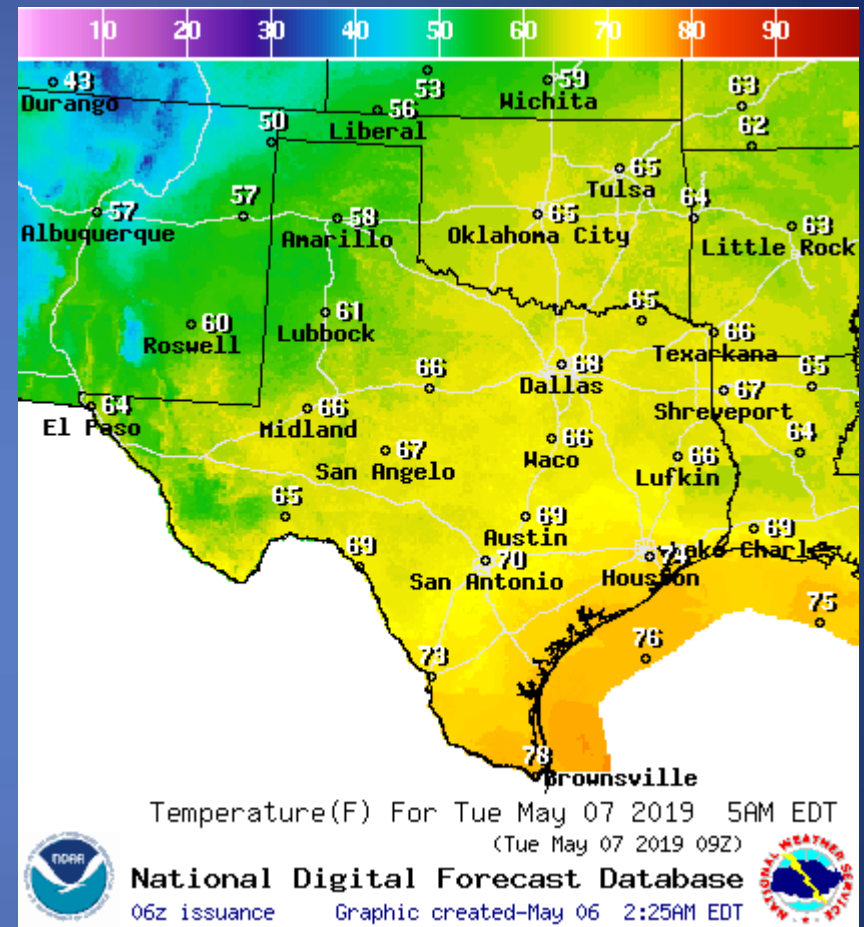 10 20 30 40 50 60 70 80 90
43
Durango
53
59
Wichita
63
56
Liberal
50
62
65
Tulsa
57
Albuquerque
57
58
Amarillo
65
Oklahoma City
64
63
Little Rock
60
Roswell
61
Lubbock
65
66
Texarkana
66
68
Dallas
67
Shreveport
65
64
El Paso
66
Midland
67
San Angelo
66
Waco
66
Lufkin
64
65
69
Austin
69
Lake Charles
69
70
San Antonio
74
Houston
75
76
73
78
Brownsville
Temperature(F) For Tue May 07 2019 5AM EDT
(Tue May 07 2019 09Z)
NOAA
National Digital Forecast Database
06z issuance Graphic created-May 06 2:25AM EDT
NATIONAL WEATHER SERVICE